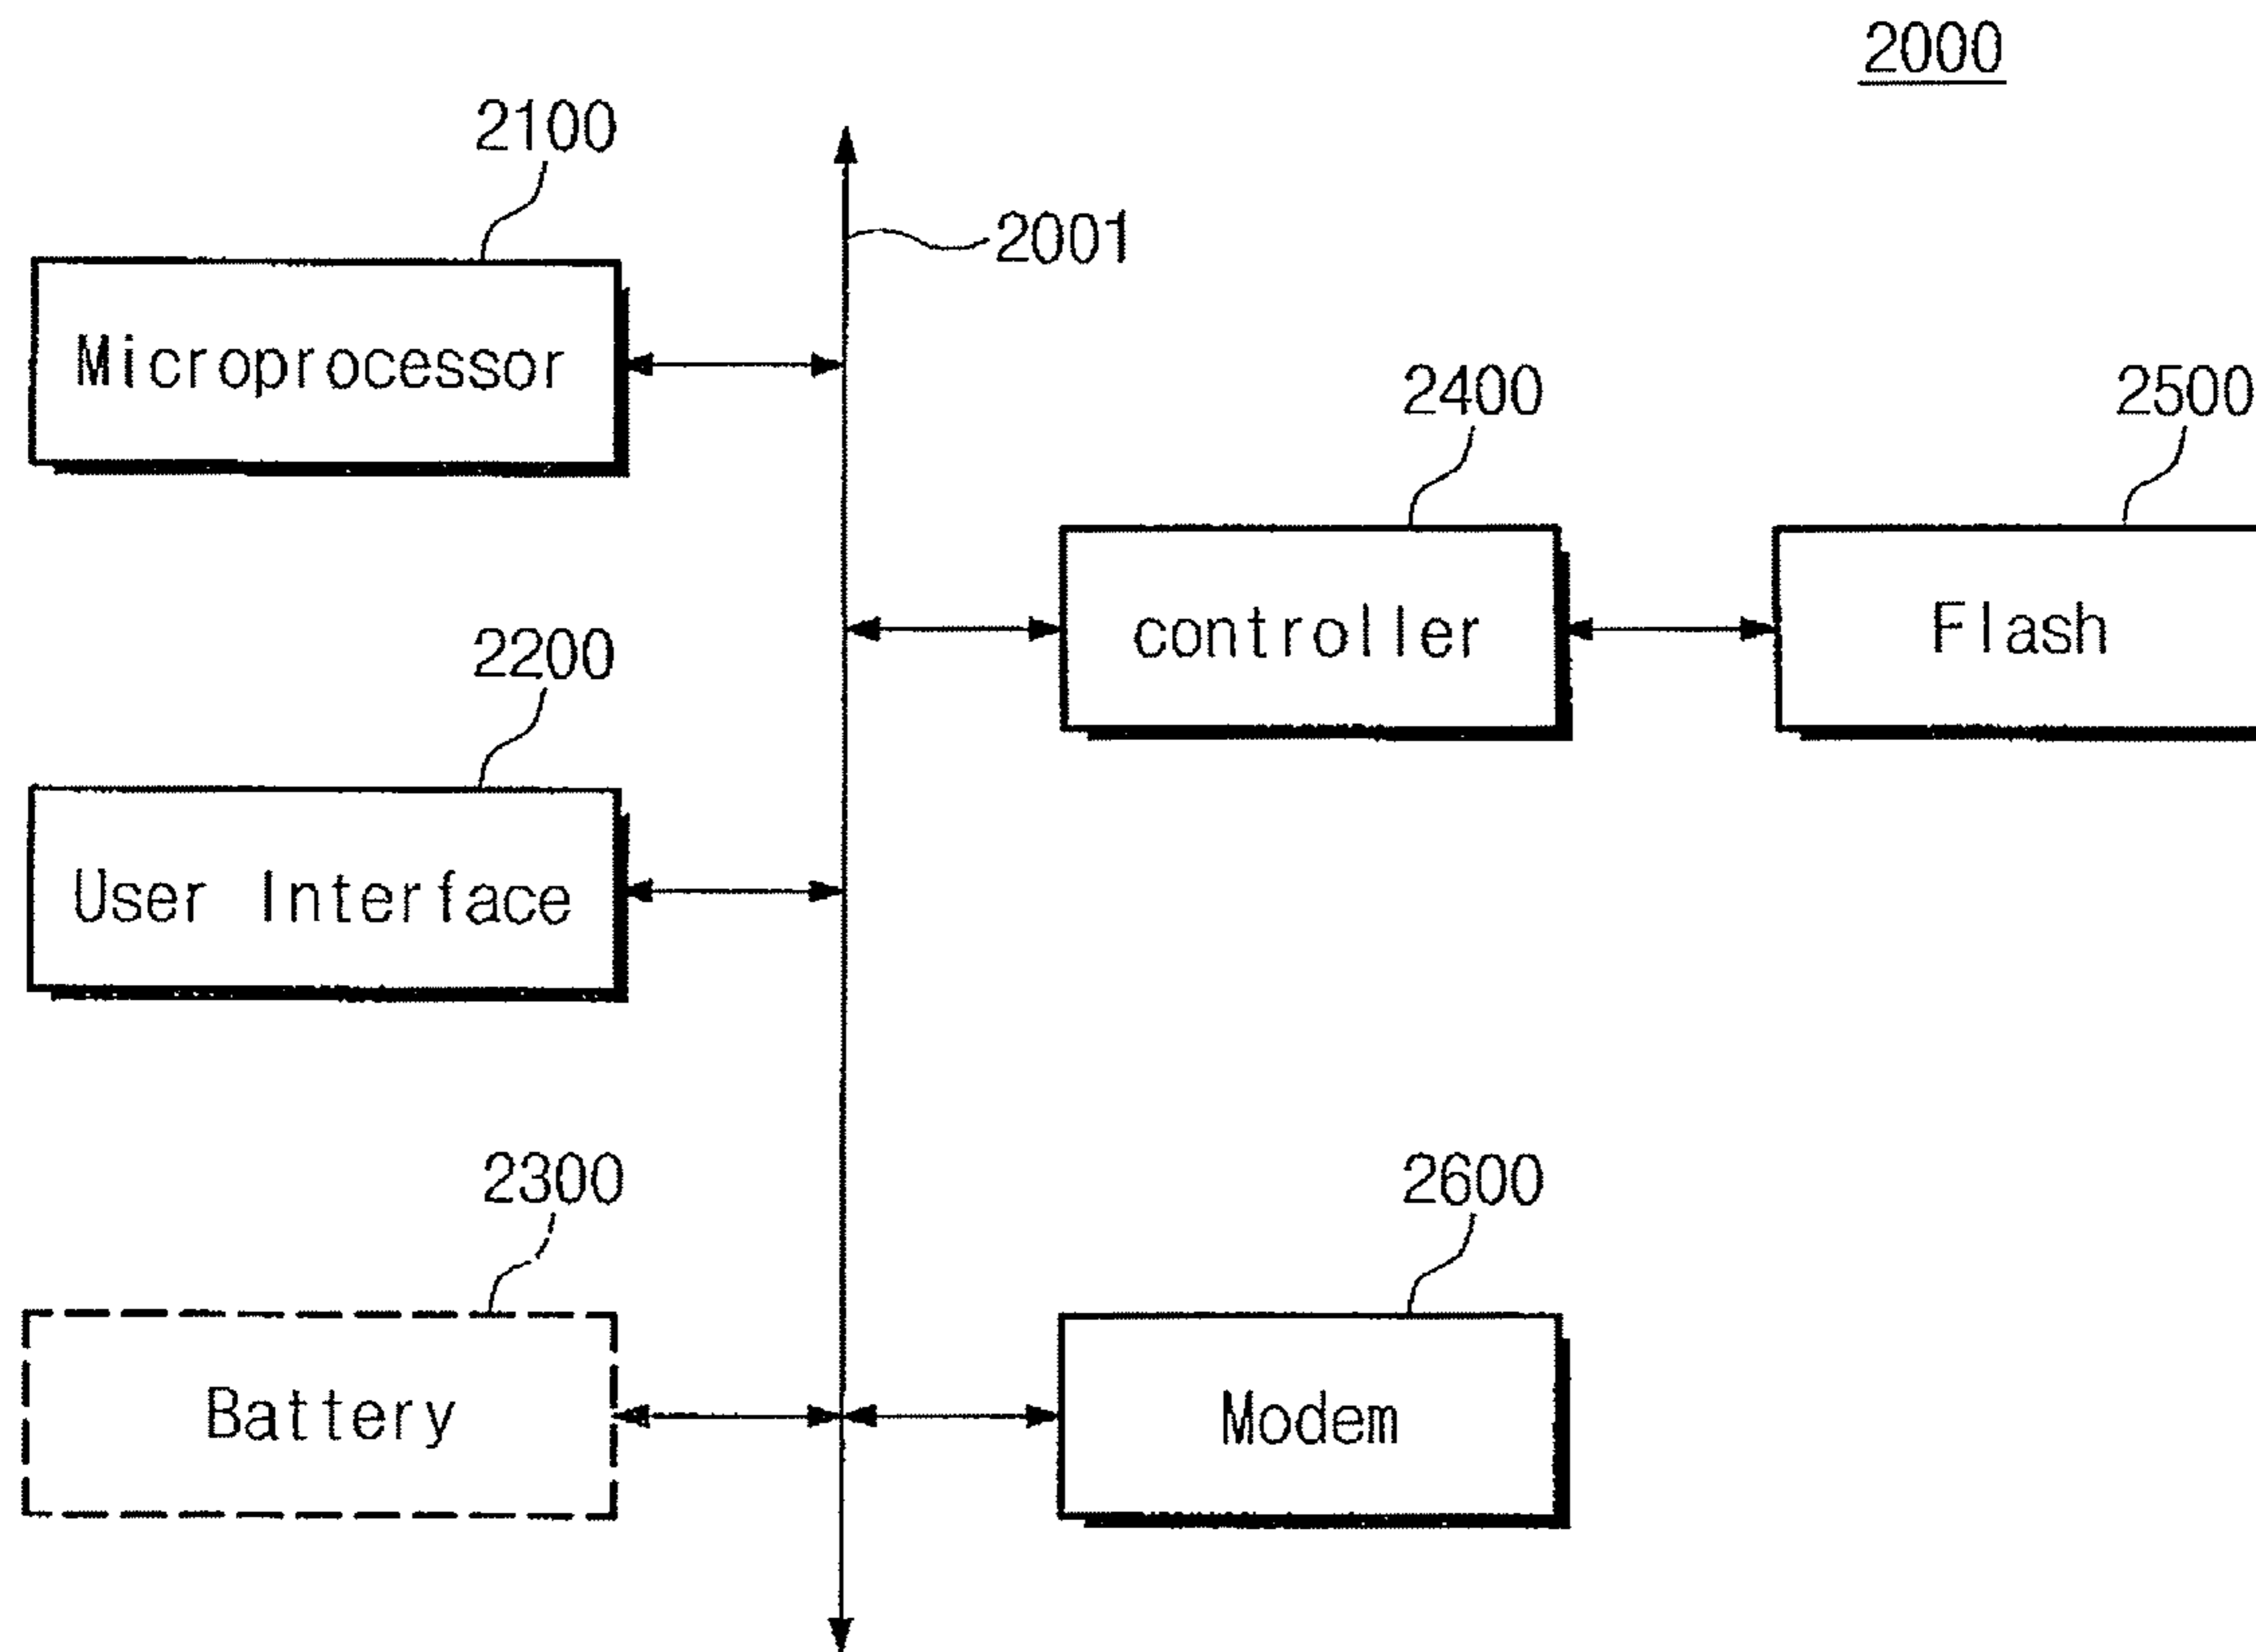 2000
2100
2001
Microprocessor
2400
2500
controller
Flash
2200
User Interface
2300
2600
Battery
Modem